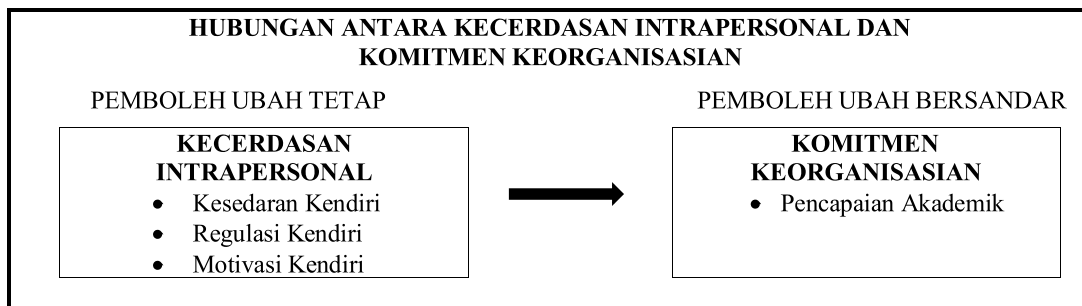 HUBUNGAN ANTARA KECERDASAN INTRAPERSONAL DAN
KOMITMEN KEORGANISASIAN
PEMBOLEH UBAH TETAP
PEMBOLEH UBAH BERSANDAR
KECERDASAN
INTRAPERSONAL
• Kesedaran Kendiri
• Regulasi Kendiri
• Motivasi Kendiri
KOMITMEN
KEORGANISASIAN
• Pencapaian Akademik